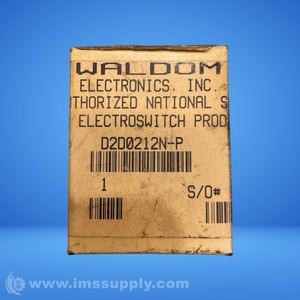 WALDOM
ELECTRONICS. INC.
THORIZED NATIONAL S
ELECTROSWITCH PROD
D2D0212N-P
1
S/O#
© www.imssupply.com